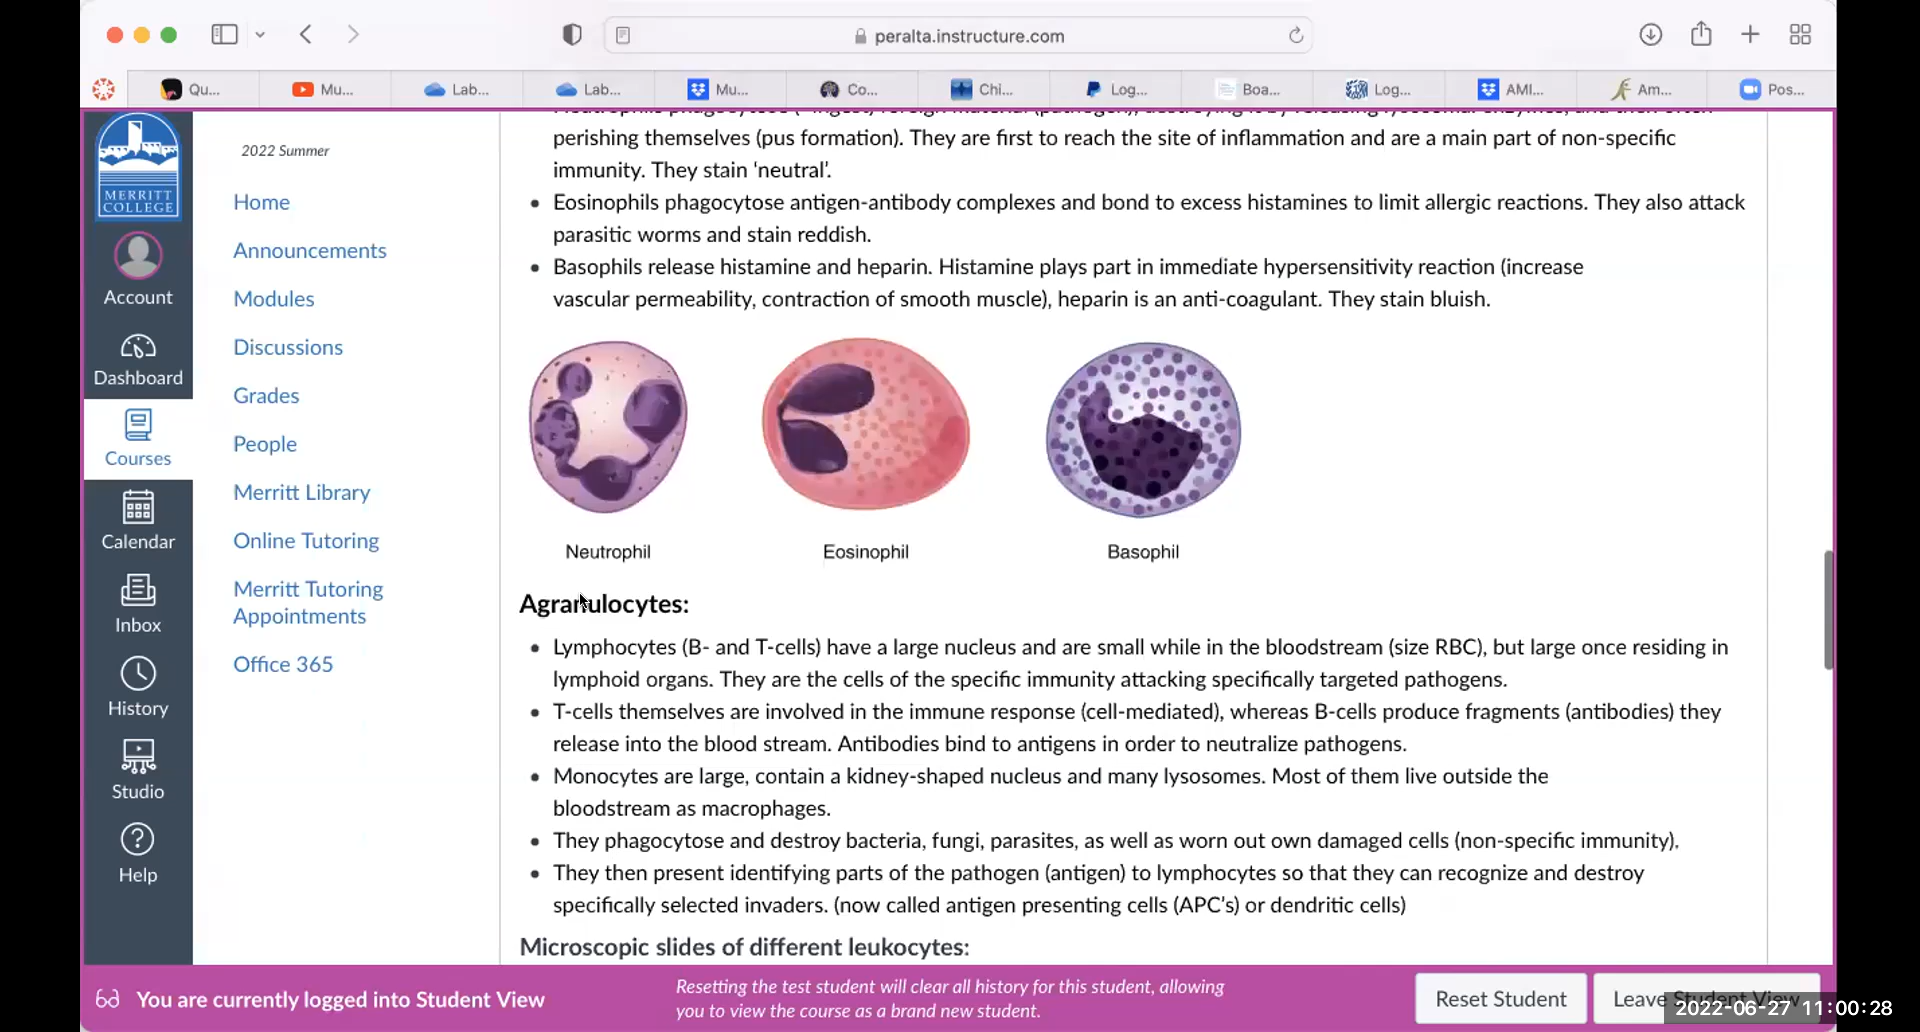 peralta.instructure.com
Qu...
Mu...
Lab...
Lab...
Mu...
Co...
Chi...
Log...
Boa...
Log...
AMI...
Am...
Pos...
MERRITT
COLLEGE
Account
Dashboard
Courses
Calendar
Inbox
History
Studio
Help
2022 Summer
Home
Announcements
Modules
Discussions
Grades
People
Merritt Library
Online Tutoring
Merritt Tutoring
Appointments
Office 365
perishing themselves (pus formation). They are first to reach the site of inflammation and are a main part of non-specific
immunity. They stain 'neutral'.
Eosinophils phagocytose antigen-antibody complexes and bond to excess histamines to limit allergic reactions. They also attack
parasitic worms and stain reddish.
Basophils release histamine and heparin. Histamine plays part in immediate hypersensitivity reaction (increase
vascular permeability, contraction of smooth muscle), heparin is an anti-coagulant. They stain bluish.
Neutrophil
Eosinophil
Basophil
Agranulocytes:
Lymphocytes (B- and T-cells) have a large nucleus and are small while in the bloodstream (size RBC), but large once residing in
lymphoid organs. They are the cells of the specific immunity attacking specifically targeted pathogens.
T-cells themselves are involved in the immune response (cell-mediated), whereas B-cells produce fragments (antibodies) they
release into the blood stream. Antibodies bind to antigens in order to neutralize pathogens.
Monocytes are large, contain a kidney-shaped nucleus and many lysosomes. Most of them live outside the
bloodstream as macrophages.
They phagocytose and destroy bacteria, fungi, parasites, as well as worn out own damaged cells (non-specific immunity).
They then present identifying parts of the pathogen (antigen) to lymphocytes so that they can recognize and destroy
specifically selected invaders. (now called antigen presenting cells (APC's) or dendritic cells)
Microscopic slides of different leukocytes:
You are currently logged into Student View
Resetting the test student will clear all history for this student, allowing
you to view the course as a brand new student.
Reset Student
Leave Student View
2022-06-27 11:00:28